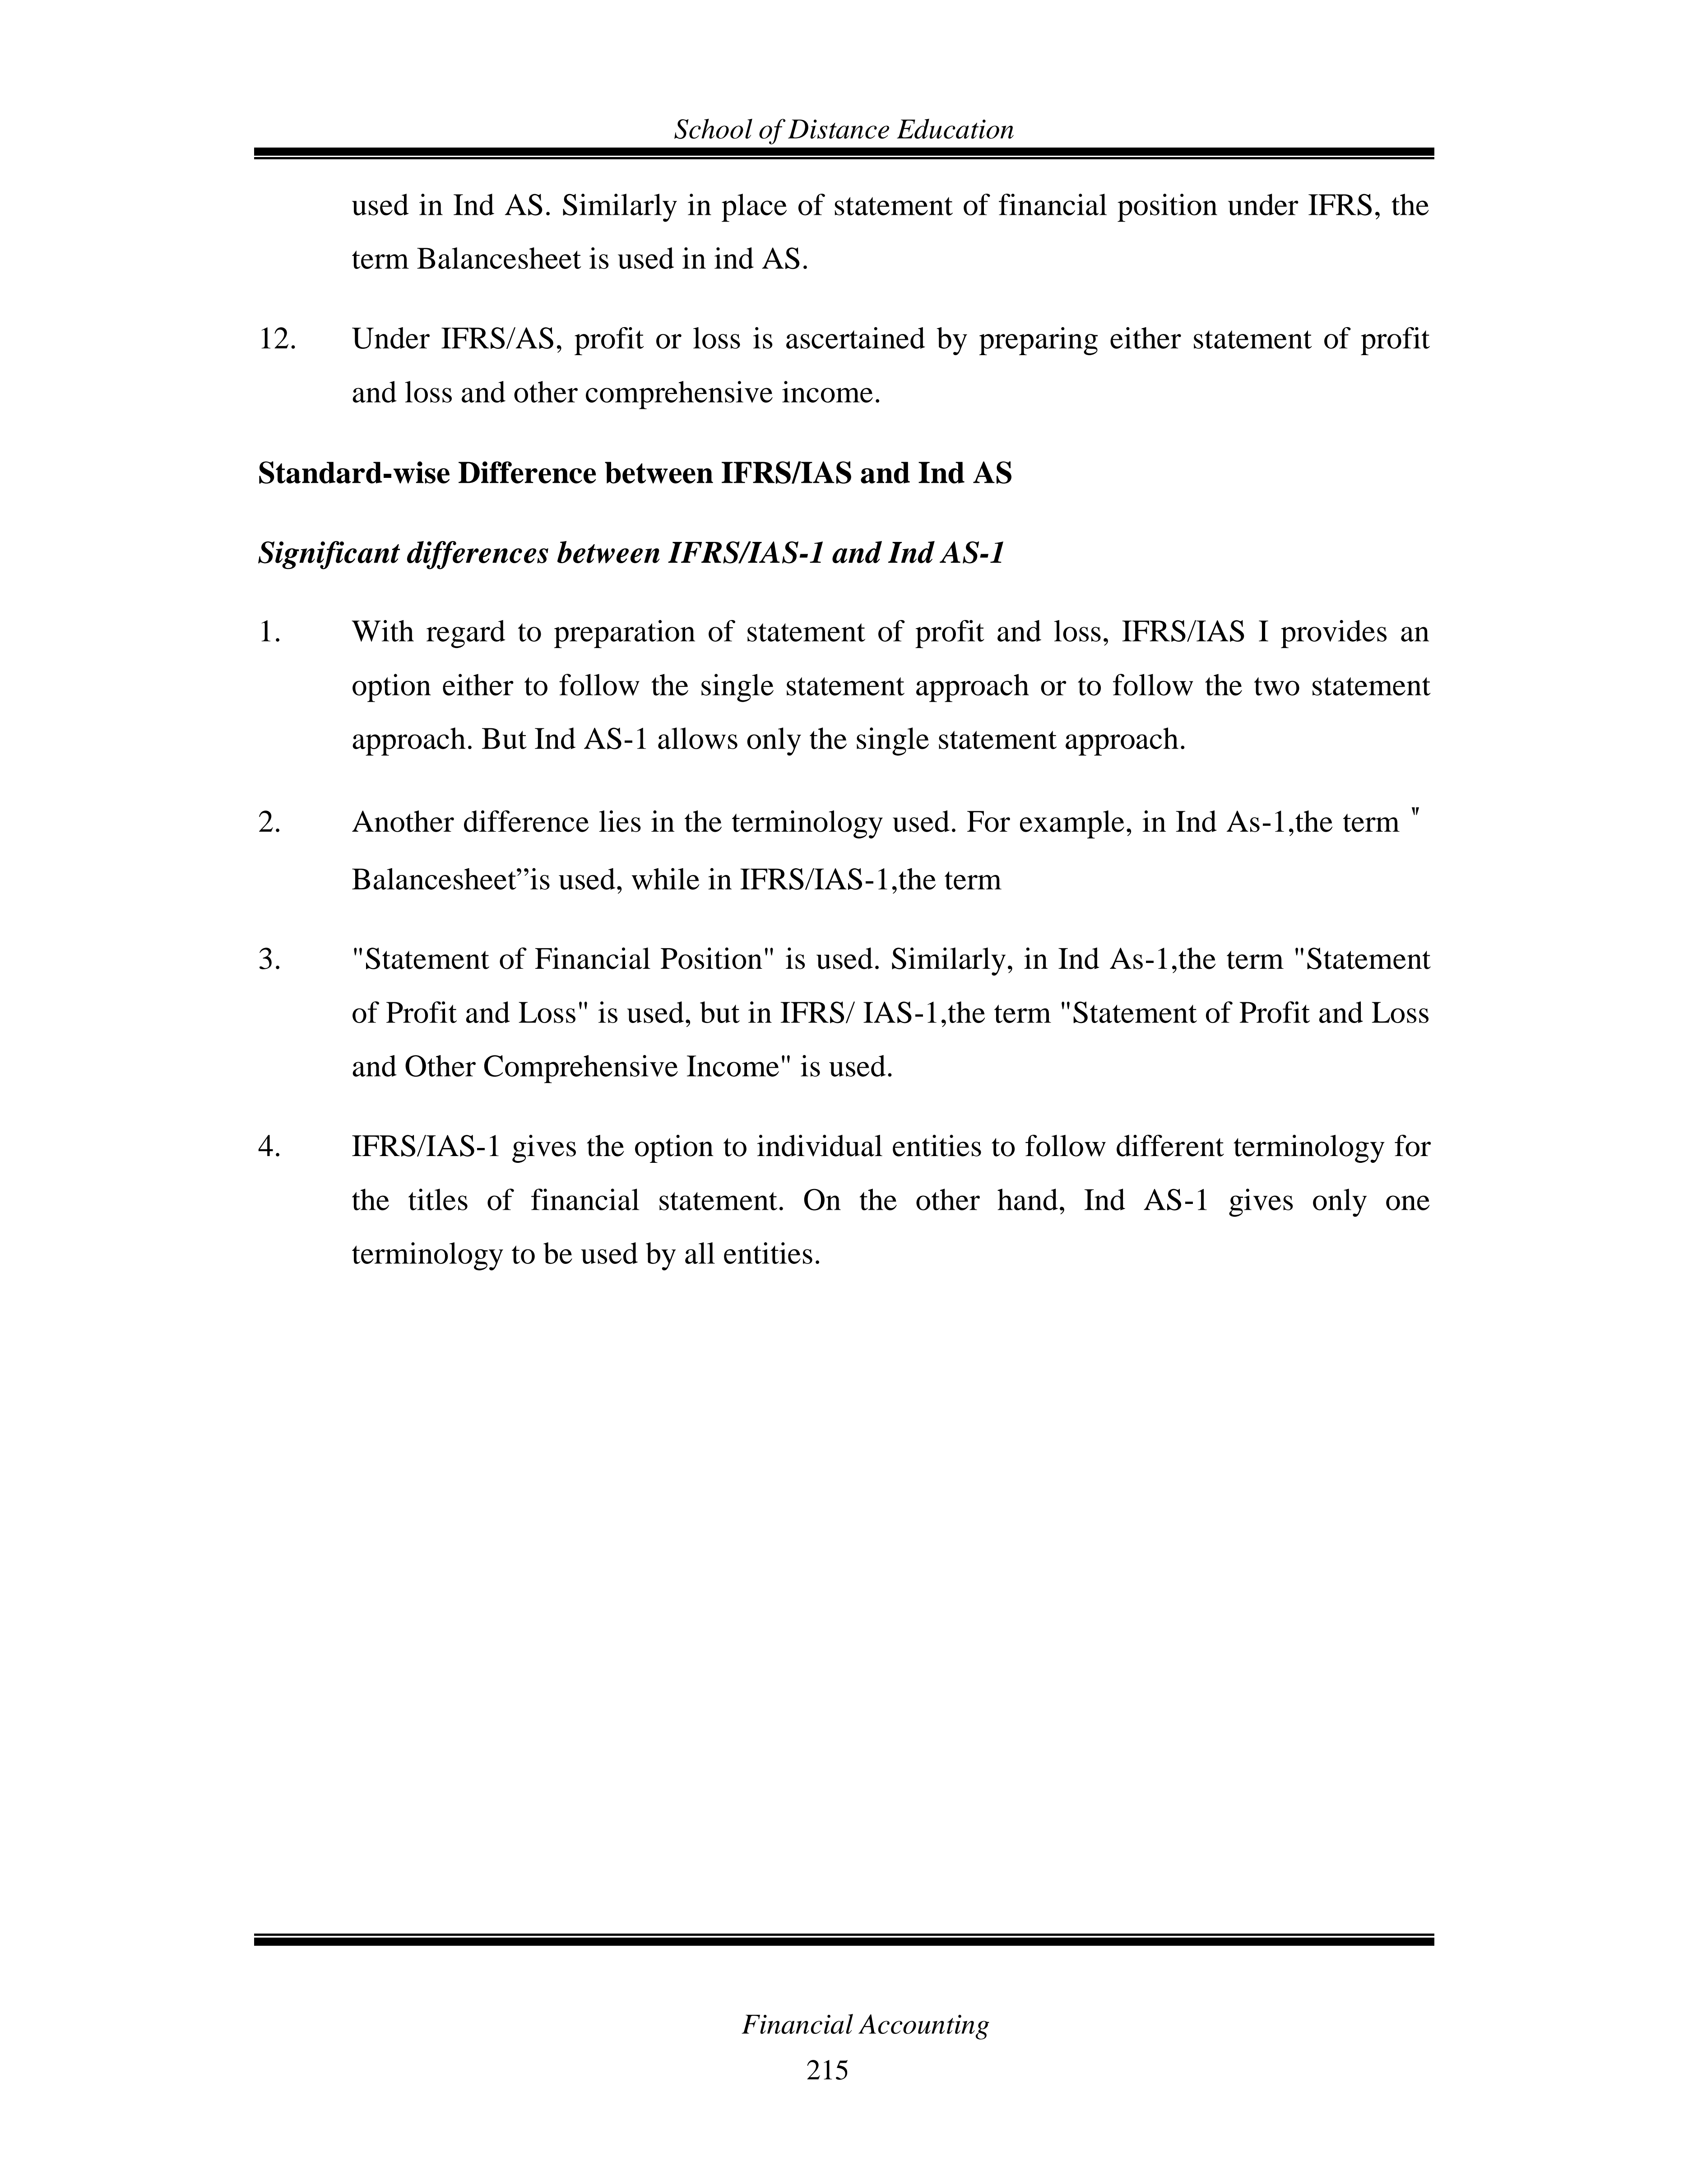 School of Distance Education
used in Ind AS. Similarly in place of statement of financial position under IFRS, the
term Balancesheet is used in ind AS.
12. Under IFRS/AS, profit or loss is ascertained by preparing either statement of profit
and loss and other comprehensive income.
Standard-wise Difference between IFRS/IAS and Ind AS
Significant differences between IFRS/IAS-1 and Ind AS-1
1. With regard to preparation of statement of profit and loss, IFRS/IAS I provides an
option either to follow the single statement approach or to follow the two statement
approach. But Ind AS-1 allows only the single statement approach.
2. Another difference lies in the terminology used. For example, in Ind As-1,the term "
Balancesheet”is used, while in IFRS/IAS-1,the term
3. "Statement of Financial Position" is used. Similarly, in Ind As-1,the term "Statement
of Profit and Loss" is used, but in IFRS/ IAS-1,the term "Statement of Profit and Loss
and Other Comprehensive Income" is used.
4. IFRS/IAS-1 gives the option to individual entities to follow different terminology for
the titles of financial statement. On the other hand, Ind AS-1 gives only one
terminology to be used by all entities.
Financial Accounting
215